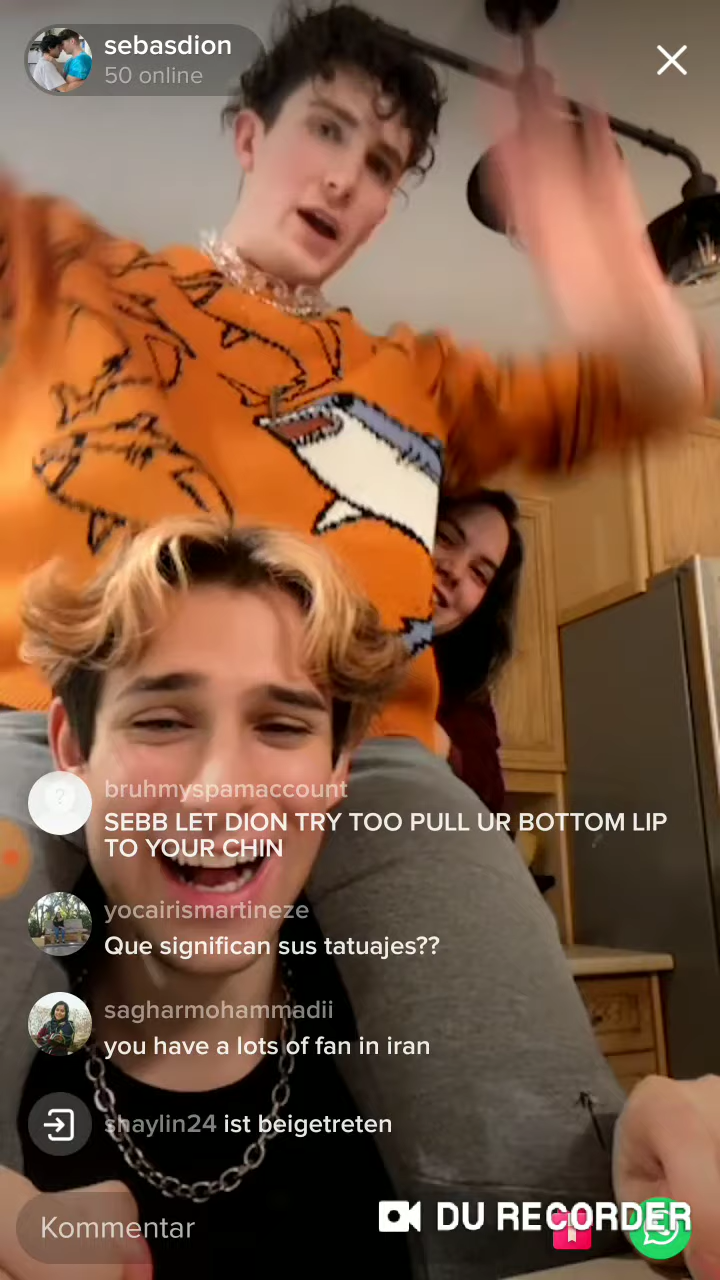 sebasdion
50 online
bruhmyspamaccount
SEBB LET DION TRY TOO PULL UR BOTTOM LIP
TO YOUR CHIN
yocairismartineze
Que significan sus tatuajes??
sagharmohammadii
you have a lots of fan in iran
shaylin24 ist beigetreten
Kommentar
DU RECORDER